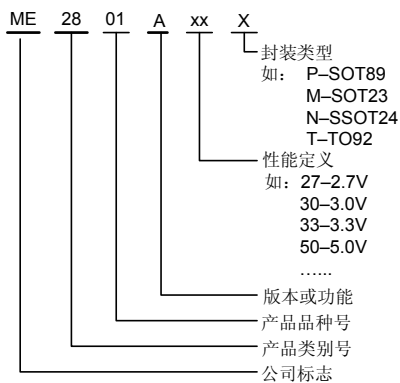 ME 28 01 A xx X
封装类型
如： P–SOT89
M–SOT23
N–SSOT24
T–TO92
性能定义
如：27–2.7V
30–3.0V
33–3.3V
50–5.0V
…...
版本或功能
产品品种号
产品类别号
公司标志